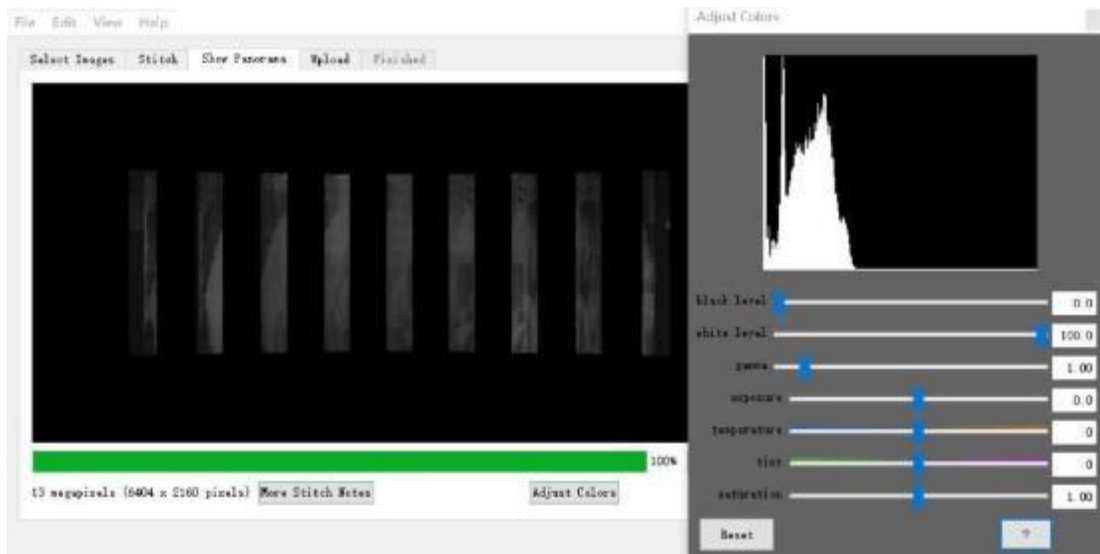 File Edit View Help
Adjust Colors
Select Images Stitch Show Panorama Upload Finished
black level 0.0
white level 100.0
gamma 1.00
exposure 0.0
temperature 0
tint 0
saturation 1.00
100%
13 megapixels (6404 x 2160 pixels) More Stitch Notes Adjust Colors
Reset ?